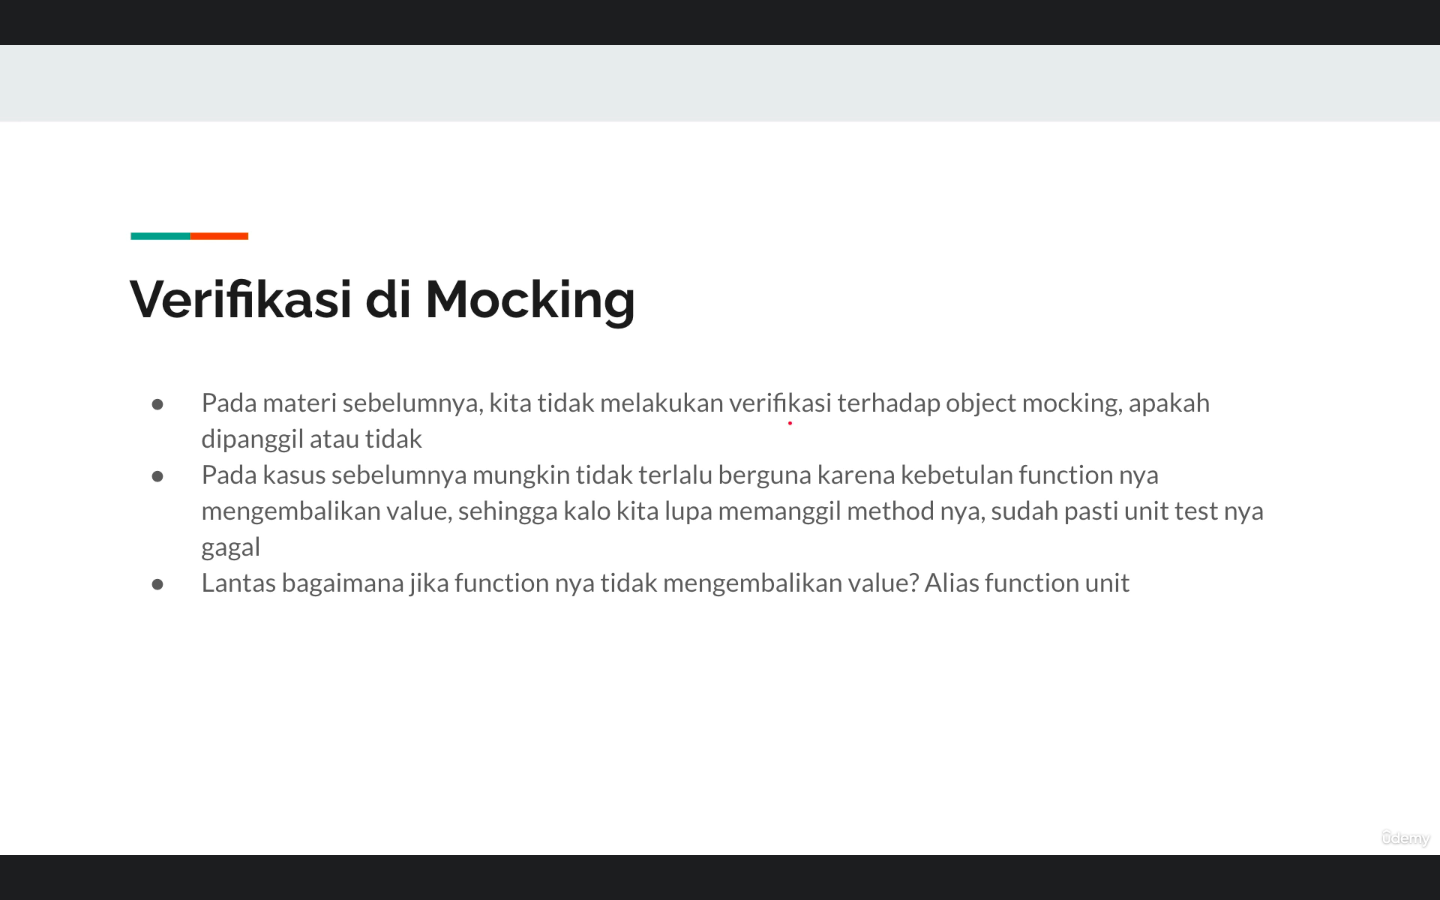 Verifikasi di Mocking
● Pada materi sebelumnya, kita tidak melakukan verifikasi terhadap object mocking, apakah
dipanggil atau tidak
● Pada kasus sebelumnya mungkin tidak terlalu berguna karena kebetulan function nya
mengembalikan value, sehingga kalo kita lupa memanggil method nya, sudah pasti unit test nya
gagal
● Lantas bagaimana jika function nya tidak mengembalikan value? Alias function unit
ûdemy